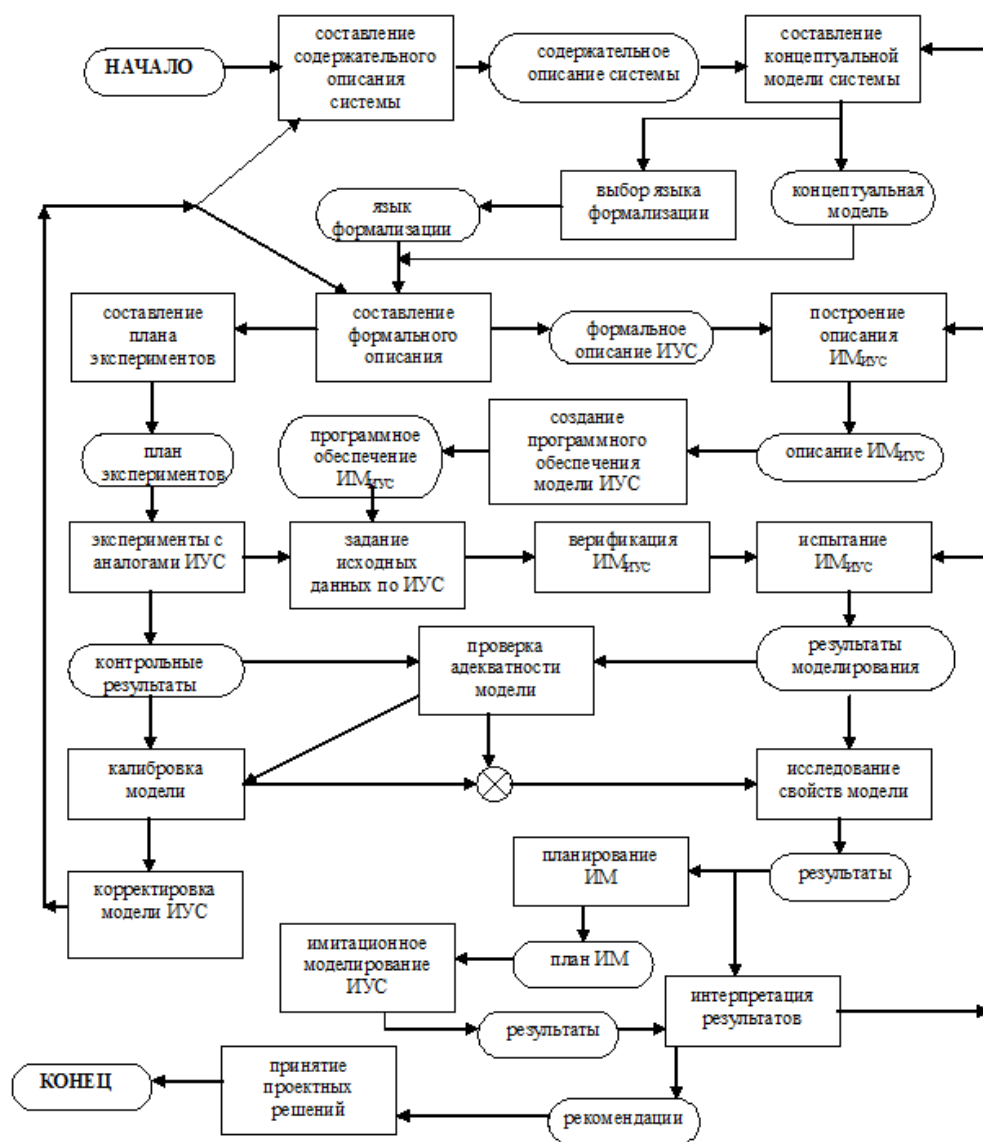 НАЧАЛО
составление
содержательного
описания
системы
содержательное
описание системы
составление
концептуальной
модели системы
язык
формализации
выбор языка
формализации
концептуальная
модель
составление
плана
экспериментов
составление
формального
описания
формальное
описание ИУС
построение
описания
ИМИУС
план
экспериментов
программное
обеспечение
ИМИУС
создание
программного
обеспечения
модели ИУС
описание ИМИУС
эксперименты с
аналогами ИУС
задание
исходных
данных по ИУС
верификация
ИМИУС
испытание
ИМИУС
контрольные
результаты
проверка
адекватности
модели
результаты
моделирования
калибровка
модели
исследование
свойств модели
корректировка
модели ИУС
планирование
ИМ
результаты
имитационное
моделирование
ИУС
план ИМ
результаты
интерпретация
результатов
КОНЕЦ
принятие
проектных
решений
рекомендации